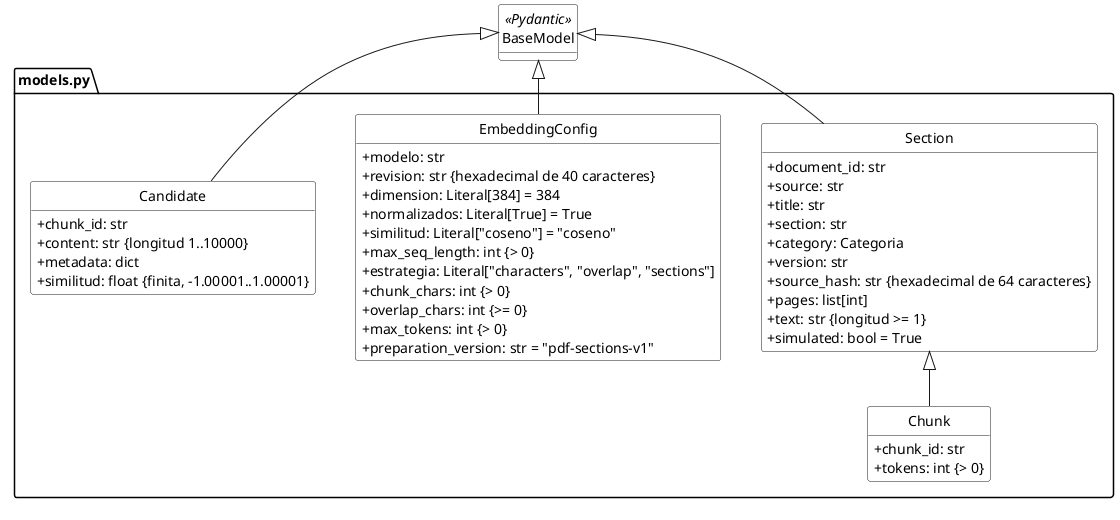 «Pydantic»
BaseModel
models.py
Candidate
+chunk_id: str
+content: str {longitud 1..10000}
+metadata: dict
+similitud: float {finita, -1.00001..1.00001}
EmbeddingConfig
+modelo: str
+revision: str {hexadecimal de 40 caracteres}
+dimension: Literal[384] = 384
+normalizados: Literal[True] = True
+similitud: Literal["coseno"] = "coseno"
+max_seq_length: int {> 0}
+estrategia: Literal["characters", "overlap", "sections"]
+chunk_chars: int {> 0}
+overlap_chars: int {>= 0}
+max_tokens: int {> 0}
+preparation_version: str = "pdf-sections-v1"
Section
+document_id: str
+source: str
+title: str
+section: str
+category: Categoria
+version: str
+source_hash: str {hexadecimal de 64 caracteres}
+pages: list[int]
+text: str {longitud >= 1}
+simulated: bool = True
Chunk
+chunk_id: str
+tokens: int {> 0}